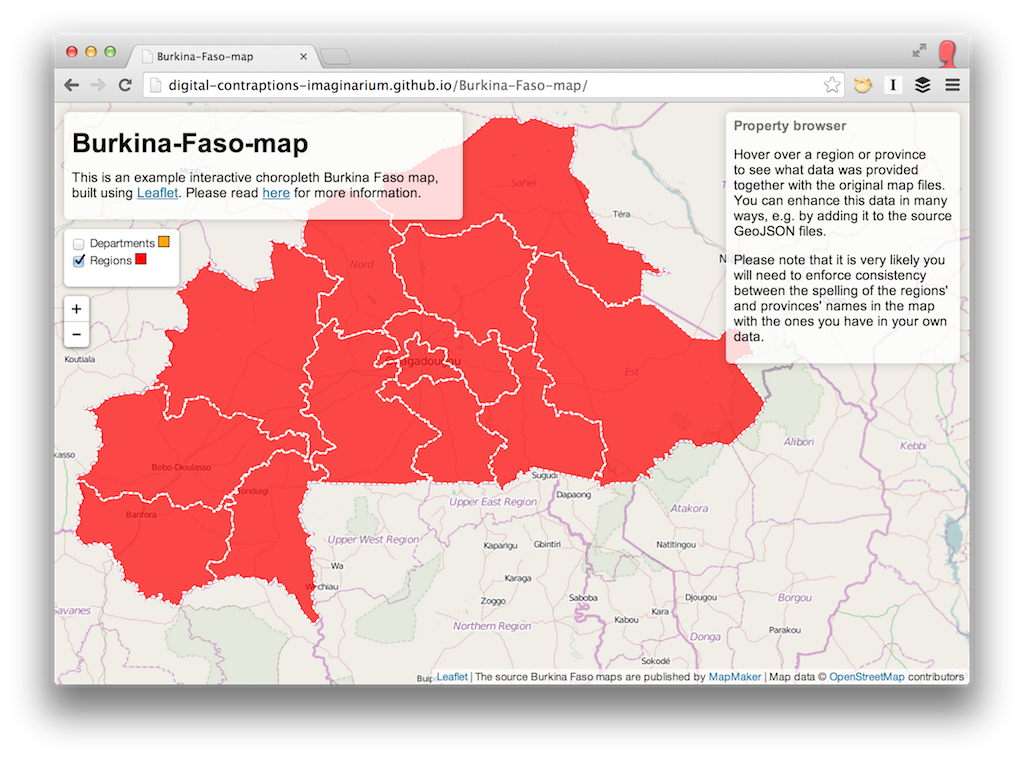 Burkina-Faso-map
digital-contraptions-imaginarium.github.io/Burkina-Faso-map/
Burkina-Faso-map
This is an example interactive choropleth Burkina Faso map,
built using Leaflet. Please read here for more information.
Departments
Regions
+
−
Property browser
Hover over a region or province
to see what data was provided
together with the original map files.
You can enhance this data in many
ways, e.g. by adding it to the source
GeoJSON files.
Please note that it is very likely you
will need to enforce consistency
between the spelling of the regions'
and provinces' names in the map
with the ones you have in your own
data.
Sahel
Téra
Nord
Koutiala
Ouagadougou
Est
Alibori
Kebbi
kasso
Bobo-Dioulasso
Tonduigi
Banfora
Sugudi
Dapaong
Upper East Region
Atakora
Upper West Region
Kaparigu
Gbintiri
Natitingou
Wa
Wechiau
Karaga
Zoggo
Saboba
Djougou
Borgou
Savanes
Kara
Kabou
Northern Region
Donga
Parakou
Sokodé
Buip
Leaflet | The source Burkina Faso maps are published by MapMaker | Map data © OpenStreetMap contributors